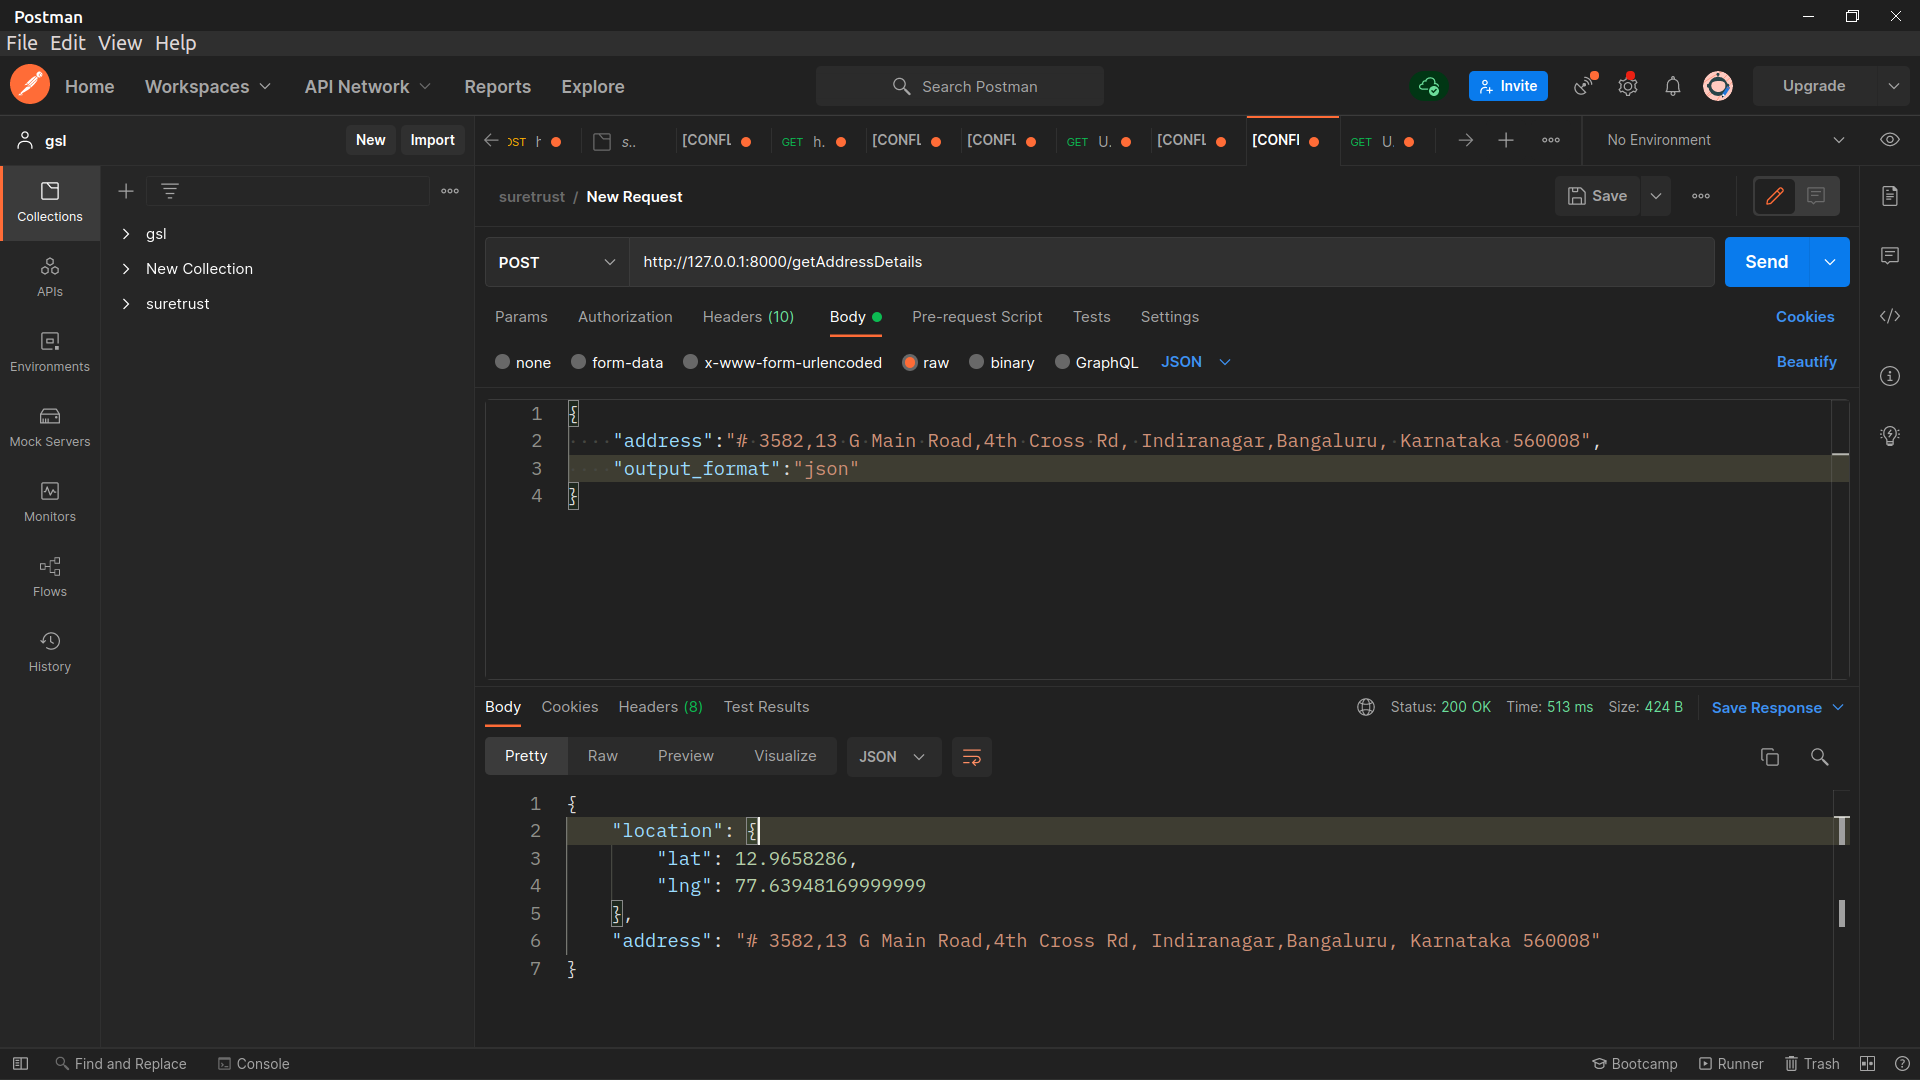 Postman
File Edit View Help
Home Workspaces API Network Reports Explore Search Postman Invite Upgrade
gsl New Import OST h s.. [CONFL GET h. [CONFL [CONFL GET U. [CONFL [CONFI GET U. No Environment
Collections
APIs
Environments
Mock Servers
Monitors
Flows
History
gsl
New Collection
suretrust
suretrust / New Request Save
POST http://127.0.0.1:8000/getAddressDetails Send
Params Authorization Headers (10) Body Pre-request Script Tests Settings Cookies
none form-data x-www-form-urlencoded raw binary GraphQL JSON Beautify
1 {
2 "address":"# 3582,13 G Main Road,4th Cross Rd, Indiranagar,Bangaluru, Karnataka 560008",
3 "output_format":"json"
4 }
Body Cookies Headers (8) Test Results Status: 200 OK Time: 513 ms Size: 424 B Save Response
Pretty Raw Preview Visualize JSON
1 {
2 "location": {
3 "lat": 12.9658286,
4 "lng": 77.63948169999999
5 },
6 "address": "# 3582,13 G Main Road,4th Cross Rd, Indiranagar,Bangaluru, Karnataka 560008"
7 }
Find and Replace Console Bootcamp Runner Trash